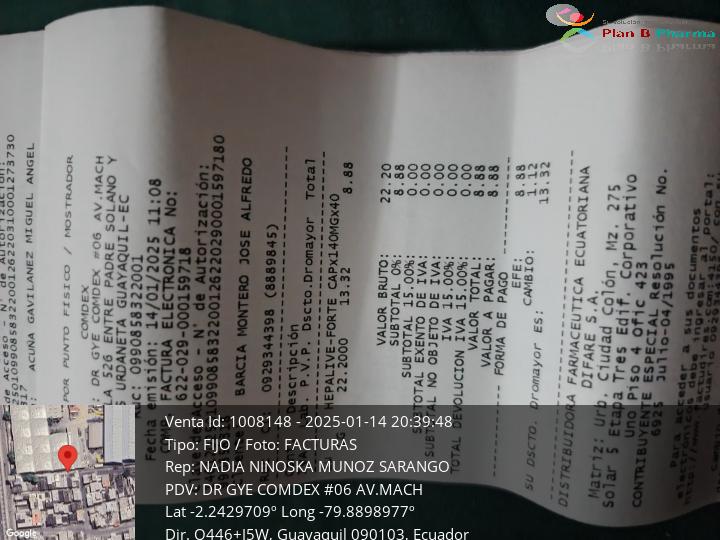 de Acceso - N° de Autorización:
ACUÑA GAVILANEZ MIGUEL ANGEL
POR PUNTO FISICO / MOSTRADOR
COMDEX
: DR GYE COMDEX #06 AV.MACH
LA 526 ENTRE PADRE SOLANO Y
URDANETA GUAYAQUIL-EC
: 0990858322001
Fecha emisión: 14/01/2025 11:08
FACTURA ELECTRONICA No:
622-029-000159718
Acceso - N° de Autorización:
BARCIA MONTERO JOSE ALFREDO
: 0929344398 (8889845)
Descripción
P.V.P. Dscto.Dromayor Total
HEPALIVE-FORTE CAPX140MGX40
22.2000 13.32 8.88
VALOR BRUTO: 22.20
SUBTOTAL 0%: 8.88
SUBTOTAL 15.00%: 0.00
SUBTOTAL EXENTO DE IVA: 0.00
SUBTOTAL NO OBJETO DE IVA: 0.00
IVA 15.00%: 0.00
TOTAL DEVOLUCION IVA 15.00%: 0.00
VALOR TOTAL: 8.88
VALOR A PAGAR: 8.88
FORMA DE PAGO
EFE: 8.88
CAMBIO: 1.12
SU DSCTO. Dromayor ES: 13.32
DISTRIBUIDORA FARMACEUTICA ECUATORIANA
DIFARE S.A.
Matriz: Urb. Ciudad Colón, Mz. 275
Solar 5 Etapa Tres Edif. Corporativo
Uno Piso 4 Ofic 423
CONTRIBUYENTE ESPECIAL Resolución No.
6925 Julio-04/1995
Para acceder a sus documentos
Plan B Pharma
Venta Id: 1008148 - 2025-01-14 20:39:48
Tipo: FIJO / Foto: FACTURAS
Rep: NADIA NINOSKA MUNOZ SARANGO
PDV: DR GYE COMDEX #06 AV.MACH
Lat -2.2429709º Long -79.8898977º
Dir. Q446+J5W, Guayaquil 090103, Ecuador
Google